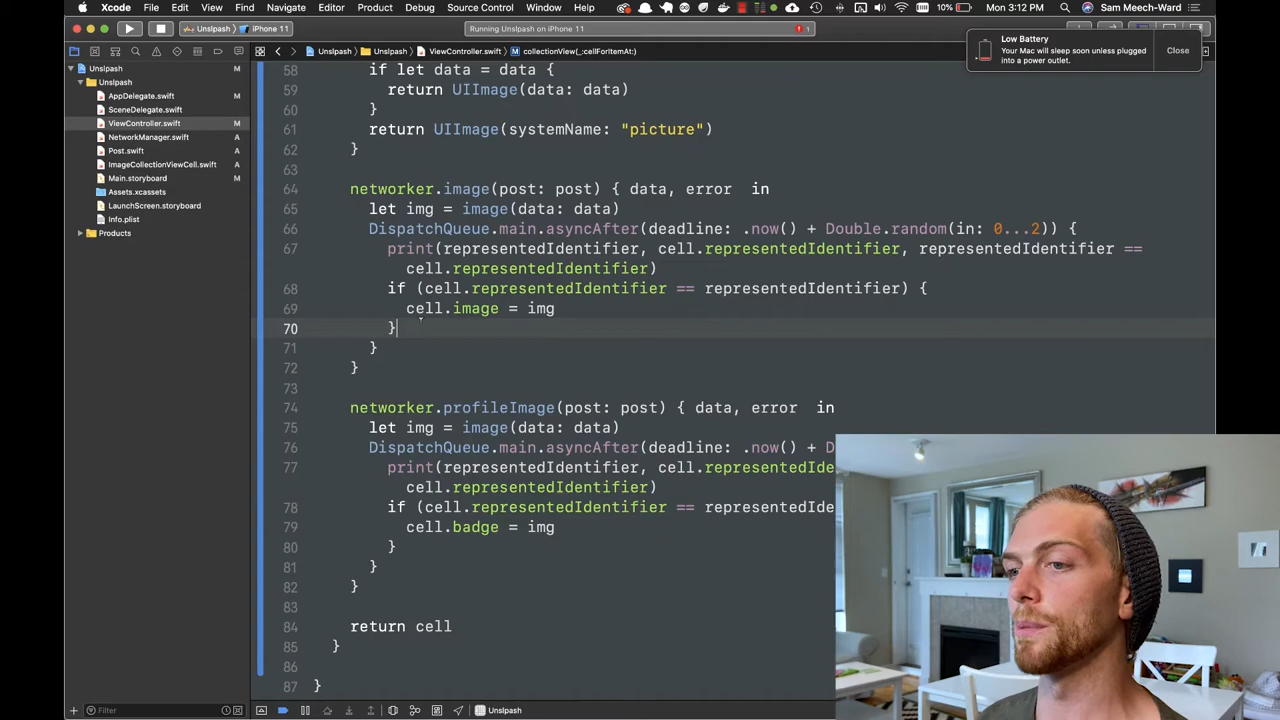 Xcode File Edit View Find Navigate Editor Product Debug Source Control Window Help 10% Mon 3:12 PM Sam Meech-Ward
Unslpash iPhone 11 Running Unslpash on iPhone 11 1
Low Battery
Your Mac will sleep soon unless plugged
into a power outlet.
Close
Unslpash Unslpash ViewController.swift M collectionView(_:cellForItemAt:)
Unslpash M
Unslpash
AppDelegate.swift M
SceneDelegate.swift
ViewController.swift M
NetworkManager.swift A
Post.swift A
ImageCollectionViewCell.swift A
Main.storyboard M
Assets.xcassets
LaunchScreen.storyboard
Info.plist
Products
58 if let data = data {
59 return UIImage(data: data)
60 }
61 return UIImage(systemName: "picture")
62 }
63
64 networker.image(post: post) { data, error  in
65 let img = image(data: data)
66 DispatchQueue.main.asyncAfter(deadline: .now() + Double.random(in: 0...2)) {
67 print(representedIdentifier, cell.representedIdentifier, representedIdentifier ==
cell.representedIdentifier)
68 if (cell.representedIdentifier == representedIdentifier) {
69 cell.image = img
70 }
71 }
72 }
73
74 networker.profileImage(post: post) { data, error  in
75 let img = image(data: data)
76 DispatchQueue.main.asyncAfter(deadline: .now() + D
77 print(representedIdentifier, cell.representedIde
cell.representedIdentifier)
78 if (cell.representedIdentifier == representedIde
79 cell.badge = img
80 }
81 }
82 }
83
84 return cell
85 }
86
87 }
Filter
Unslpash